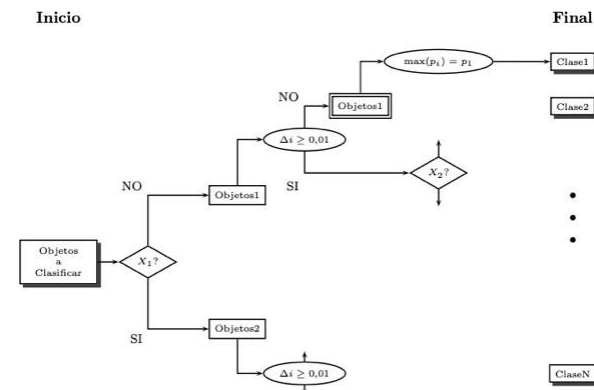 Inicio
Final
max(pᵢ) = p₁
Clase1
NO
Objetos1
Clase2
Δi ≥ 0,01
X₂?
NO
SI
Objetos1
Objetos
a
Clasificar
X₁?
SI
Objetos2
Δi ≥ 0,01
ClaseN